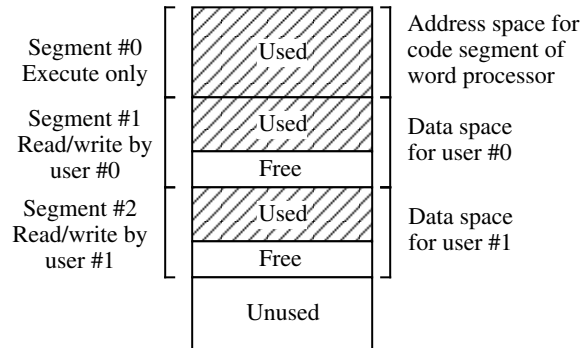 Segment #0
Execute only
Used
Address space for
code segment of
word processor
Segment #1
Read/write by
user #0
Used
Free
Data space
for user #0
Segment #2
Read/write by
user #1
Used
Free
Data space
for user #1
Unused